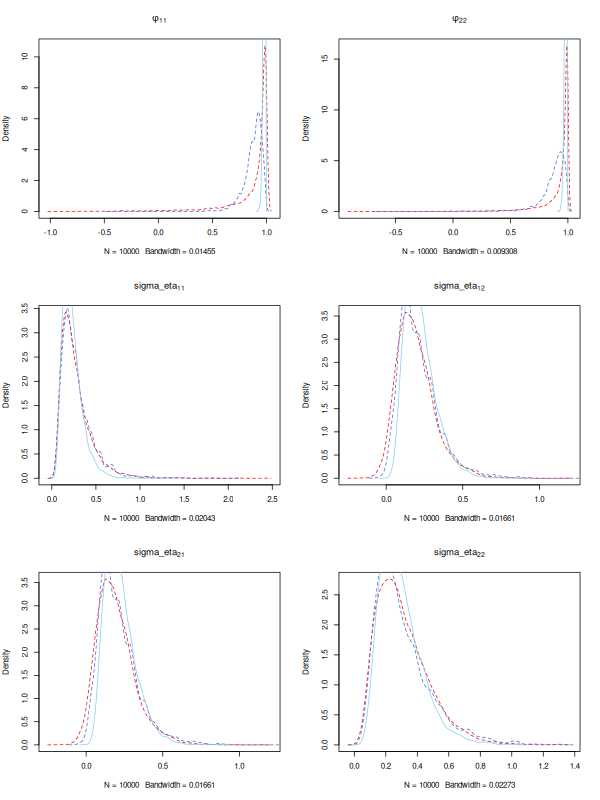 φ11 φ22
Density
0 2 4 6 8 10
-1.0 -0.5 0.0 0.5 1.0
N = 10000 Bandwidth = 0.01455
Density
0 5 10 15
-0.5 0.0 0.5 1.0
N = 10000 Bandwidth = 0.009308
sigma_eta11 sigma_eta12
Density
0.0 0.5 1.0 1.5 2.0 2.5 3.0 3.5
0.0 0.5 1.0 1.5 2.0 2.5
N = 10000 Bandwidth = 0.02043
Density
0.0 0.5 1.0 1.5 2.0 2.5 3.0 3.5
0.0 0.5 1.0
N = 10000 Bandwidth = 0.01661
sigma_eta21 sigma_eta22
Density
0.0 0.5 1.0 1.5 2.0 2.5 3.0 3.5
0.0 0.5 1.0
N = 10000 Bandwidth = 0.01661
Density
0.0 0.5 1.0 1.5 2.0 2.5
0.0 0.2 0.4 0.6 0.8 1.0 1.2 1.4
N = 10000 Bandwidth = 0.02273